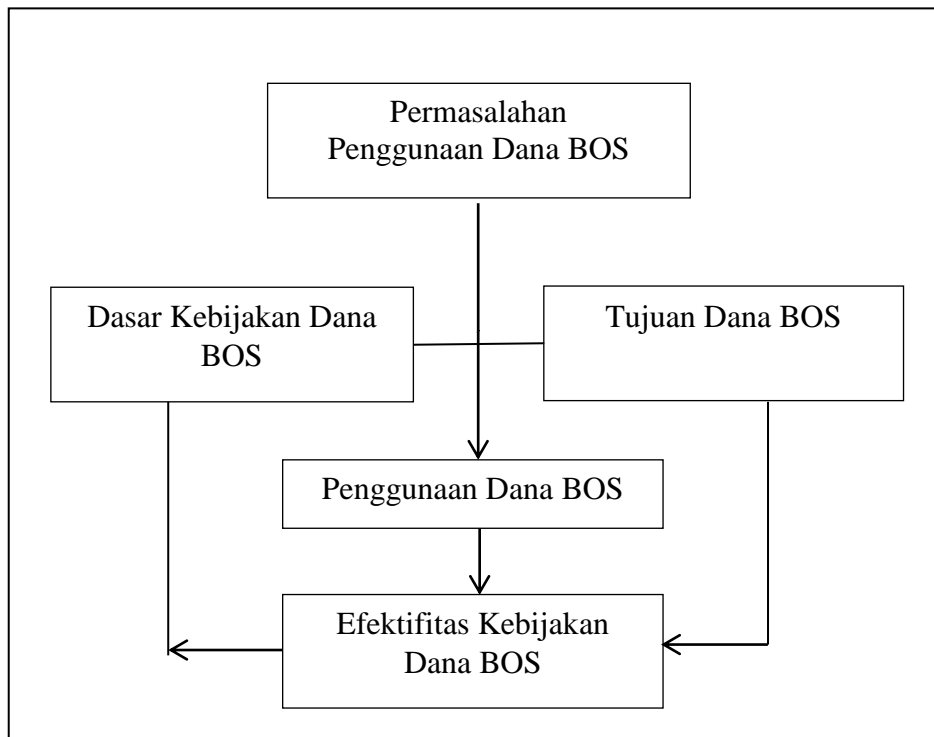 Permasalahan
Penggunaan Dana BOS
Dasar Kebijakan Dana
BOS
Tujuan Dana BOS
Penggunaan Dana BOS
Efektifitas Kebijakan
Dana BOS